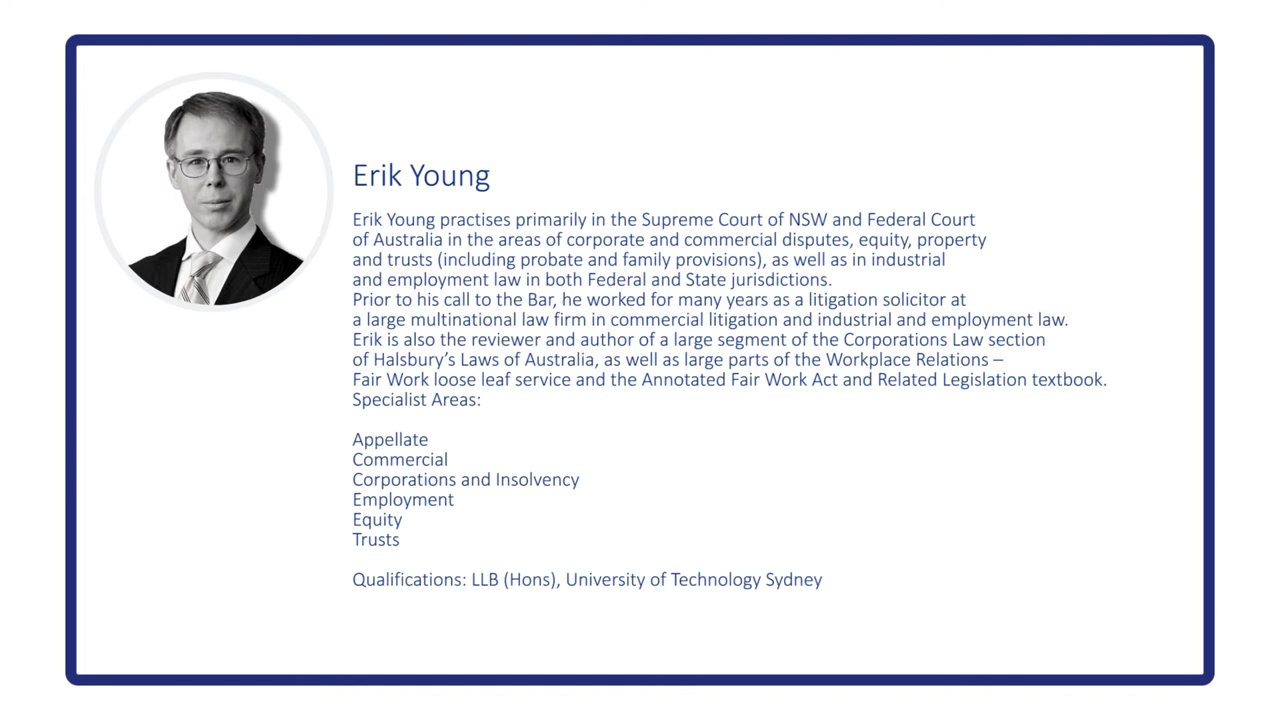 Erik Young
Erik Young practises primarily in the Supreme Court of NSW and Federal Court
of Australia in the areas of corporate and commercial disputes, equity, property
and trusts (including probate and family provisions), as well as in industrial
and employment law in both Federal and State jurisdictions.
Prior to his call to the Bar, he worked for many years as a litigation solicitor at
a large multinational law firm in commercial litigation and industrial and employment law.
Erik is also the reviewer and author of a large segment of the Corporations Law section
of Halsbury’s Laws of Australia, as well as large parts of the Workplace Relations –
Fair Work loose leaf service and the Annotated Fair Work Act and Related Legislation textbook.
Specialist Areas:
Appellate
Commercial
Corporations and Insolvency
Employment
Equity
Trusts
Qualifications: LLB (Hons), University of Technology Sydney